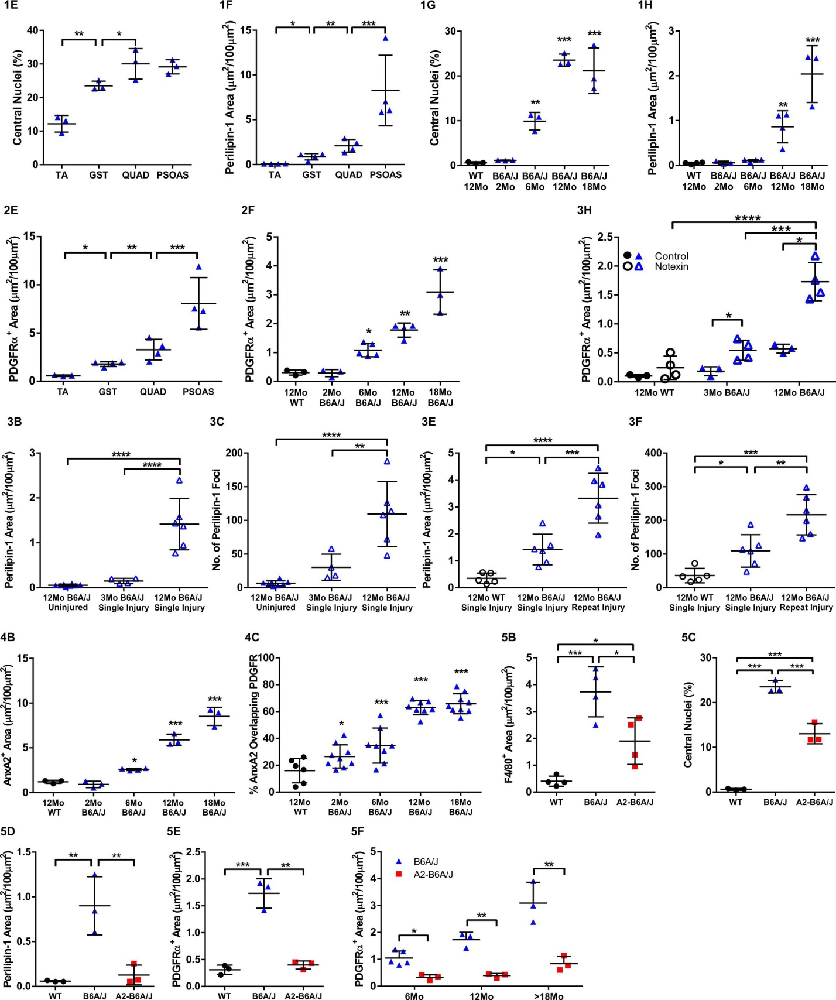 1E
Central Nuclei (%)
40
30
20
10
0
** *
TA GST QUAD PSOAS
1F
Perilipin-1 Area (μm²/100μm²)
15
10
5
0
* ** ***
TA GST QUAD PSOAS
1G
Central Nuclei (%)
30
20
10
0
** *** ***
WT B6A/J B6A/J B6A/J B6A/J
12Mo 2Mo 6Mo 12Mo 18Mo
1H
Perilipin-1 Area (μm²/100μm²)
3
2
1
0
** ***
WT B6A/J B6A/J B6A/J B6A/J
12Mo 2Mo 6Mo 12Mo 18Mo
2E
PDGFRα⁺ Area (μm²/100μm²)
15
10
5
0
* ** ***
TA GST QUAD PSOAS
2F
PDGFRα⁺ Area (μm²/100μm²)
5
4
3
2
1
0
* ** ***
12Mo 2Mo 6Mo 12Mo 18Mo
WT B6A/J B6A/J B6A/J B6A/J
3H
PDGFRα⁺ Area (μm²/100μm²)
2.5
2.0
1.5
1.0
0.5
0.0
****
***
*
*
Control
Notexin
12Mo WT 3Mo B6A/J 12Mo B6A/J
3B
Perilipin-1 Area (μm²/100μm²)
3
2
1
0
****
****
12Mo B6A/J 3Mo B6A/J 12Mo B6A/J
Uninjured Single Injury Single Injury
3C
No. of Perilipin-1 Foci
200
150
100
50
0
****
**
12Mo B6A/J 3Mo B6A/J 12Mo B6A/J
Uninjured Single Injury Single Injury
3E
Perilipin-1 Area (μm²/100μm²)
5
4
3
2
1
0
****
* ***
12Mo WT 12Mo B6A/J 12Mo B6A/J
Single Injury Single Injury Repeat Injury
3F
No. of Perilipin-1 Foci
400
300
200
100
0
***
* **
12Mo WT 12Mo B6A/J 12Mo B6A/J
Single Injury Single Injury Repeat Injury
4B
AnxA2⁺ Area (μm²/100μm²)
15
10
5
0
* *** ***
12Mo 2Mo 6Mo 12Mo 18Mo
WT B6A/J B6A/J B6A/J B6A/J
4C
% AnxA2 Overlapping PDGFR
100
80
60
40
20
0
* *** *** ***
12Mo 2Mo 6Mo 12Mo 18Mo
WT B6A/J B6A/J B6A/J B6A/J
5B
F4/80⁺ Area (μm²/100μm²)
5
4
3
2
1
0
*
*** *
WT B6A/J A2-B6A/J
5C
Central Nuclei (%)
30
20
10
0
***
*** ***
WT B6A/J A2-B6A/J
5D
Perilipin-1 Area (μm²/100μm²)
1.5
1.0
0.5
0.0
** **
WT B6A/J A2-B6A/J
5E
PDGFRα⁺ Area (μm²/100μm²)
2.5
2.0
1.5
1.0
0.5
0.0
*** **
WT B6A/J A2-B6A/J
5F
PDGFRα⁺ Area (μm²/100μm²)
5
4
3
2
1
0
B6A/J
A2-B6A/J
* ** **
6Mo 12Mo >18Mo